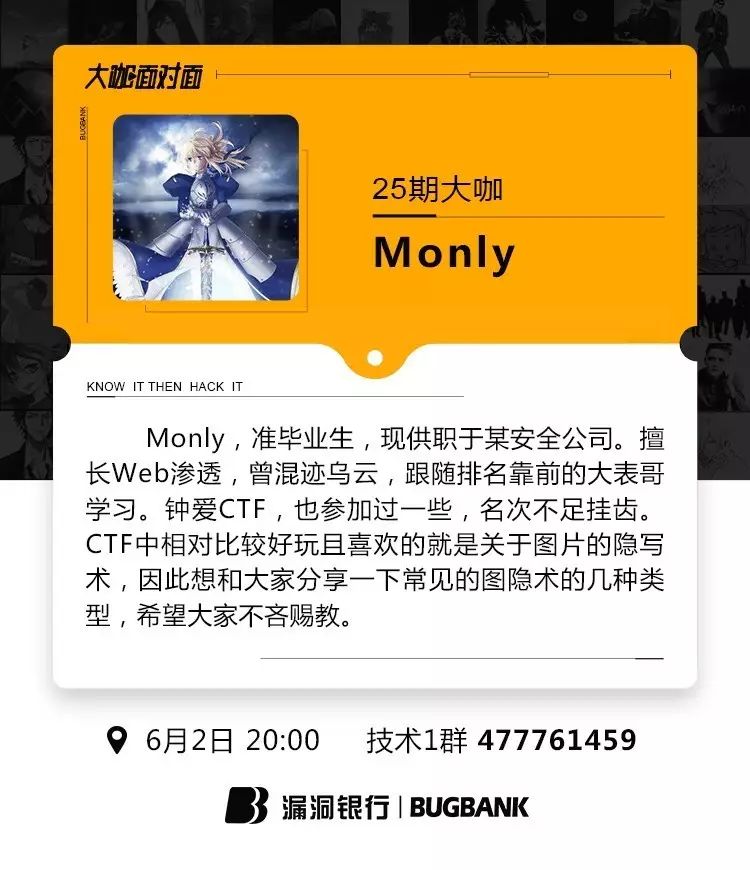 大咖面对面
BUGBANK
25期大咖
Monly
KNOW IT THEN HACK IT
Monly，准毕业生，现供职于某安全公司。擅
长Web渗透，曾混迹乌云，跟随排名靠前的大表哥
学习。钟爱CTF，也参加过一些，名次不足挂齿。
CTF中相对比较好玩且喜欢的就是关于图片的隐写
术，因此想和大家分享一下常见的图隐术的几种类
型，希望大家不吝赐教。
6月2日 20:00 技术1群 477761459
漏洞银行 | BUGBANK